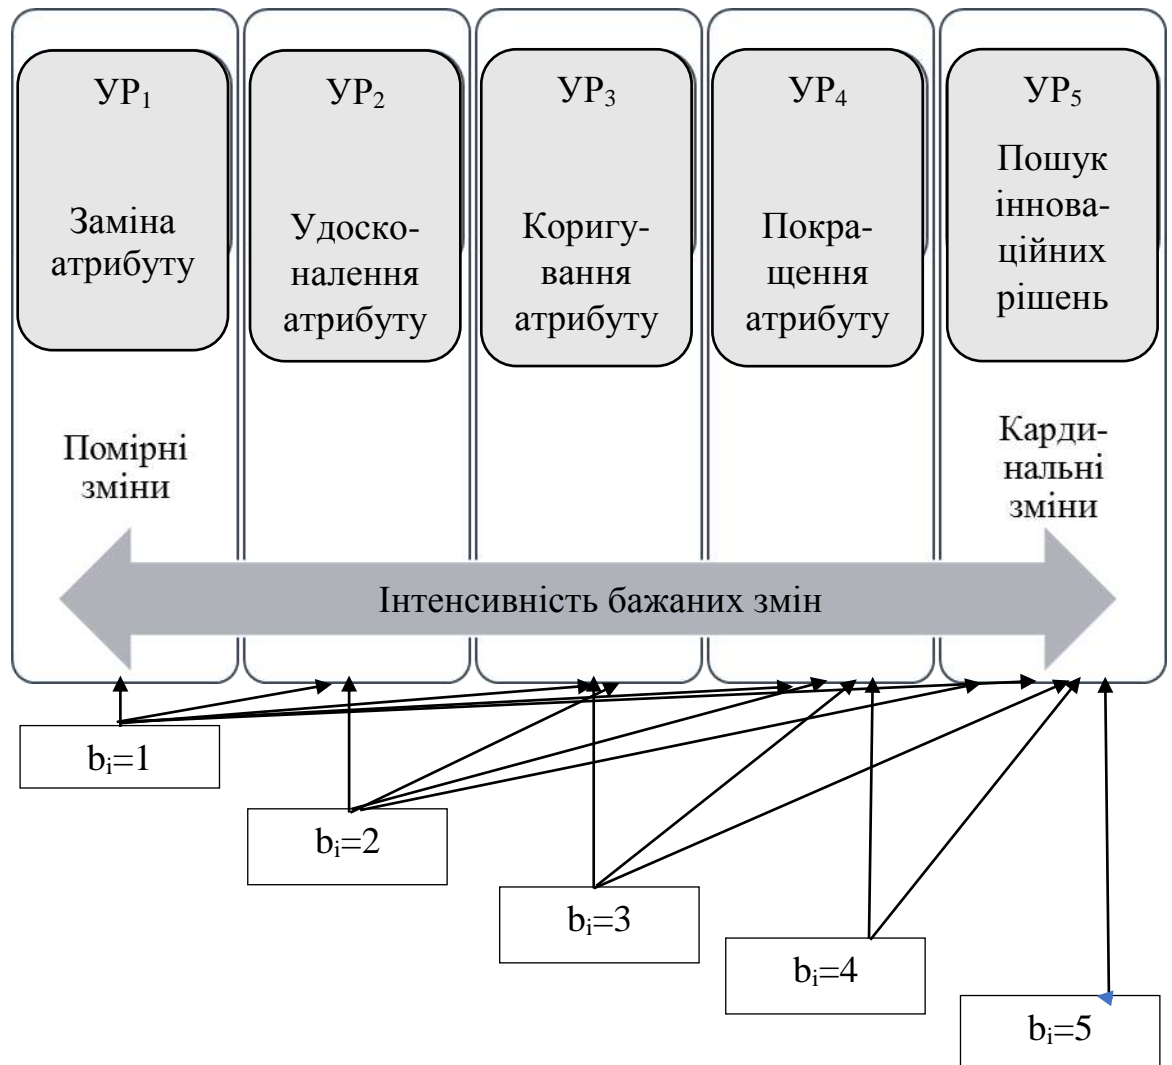 УР₁
Заміна
атрибуту
УР₂
Удоско-
налення
атрибуту
УР₃
Коригу-
вання
атрибуту
УР₄
Покра-
щення
атрибуту
УР₅
Пошук
іннова-
ційних
рішень
Помірні
зміни
Карди-
нальні
зміни
Інтенсивність бажаних змін
bᵢ=1
bᵢ=2
bᵢ=3
bᵢ=4
bᵢ=5